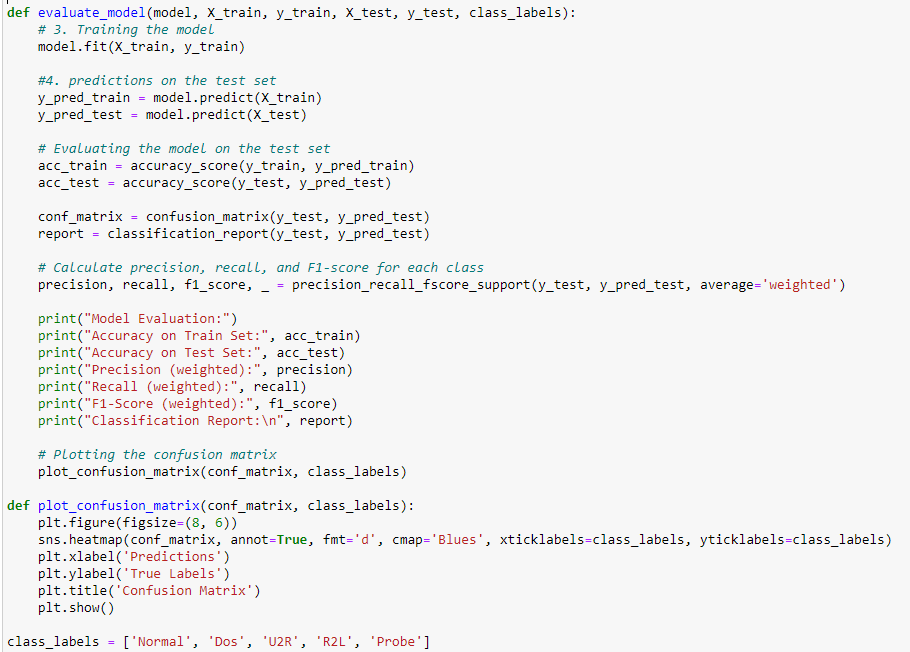 def evaluate_model(model, X_train, y_train, X_test, y_test, class_labels):
    # 3. Training the model
    model.fit(X_train, y_train)

    #4. predictions on the test set
    y_pred_train = model.predict(X_train)
    y_pred_test = model.predict(X_test)

    # Evaluating the model on the test set
    acc_train = accuracy_score(y_train, y_pred_train)
    acc_test = accuracy_score(y_test, y_pred_test)

    conf_matrix = confusion_matrix(y_test, y_pred_test)
    report = classification_report(y_test, y_pred_test)

    # Calculate precision, recall, and F1-score for each class
    precision, recall, f1_score, _ = precision_recall_fscore_support(y_test, y_pred_test, average='weighted')

    print("Model Evaluation:")
    print("Accuracy on Train Set:", acc_train)
    print("Accuracy on Test Set:", acc_test)
    print("Precision (weighted):", precision)
    print("Recall (weighted):", recall)
    print("F1-Score (weighted):", f1_score)
    print("Classification Report:\n", report)

    # Plotting the confusion matrix
    plot_confusion_matrix(conf_matrix, class_labels)

def plot_confusion_matrix(conf_matrix, class_labels):
    plt.figure(figsize=(8, 6))
    sns.heatmap(conf_matrix, annot=True, fmt='d', cmap='Blues', xticklabels=class_labels, yticklabels=class_labels)
    plt.xlabel('Predictions')
    plt.ylabel('True Labels')
    plt.title('Confusion Matrix')
    plt.show()

class_labels = ['Normal', 'Dos', 'U2R', 'R2L', 'Probe']